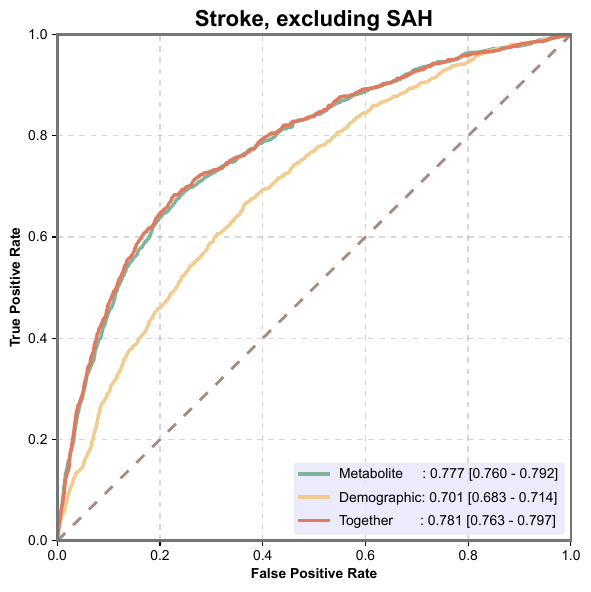 Stroke, excluding SAH
True Positive Rate
1.0
0.8
0.6
0.4
0.2
0.0
Metabolite : 0.777 [0.760 - 0.792]
Demographic: 0.701 [0.683 - 0.714]
Together : 0.781 [0.763 - 0.797]
0.0 0.2 0.4 0.6 0.8 1.0
False Positive Rate